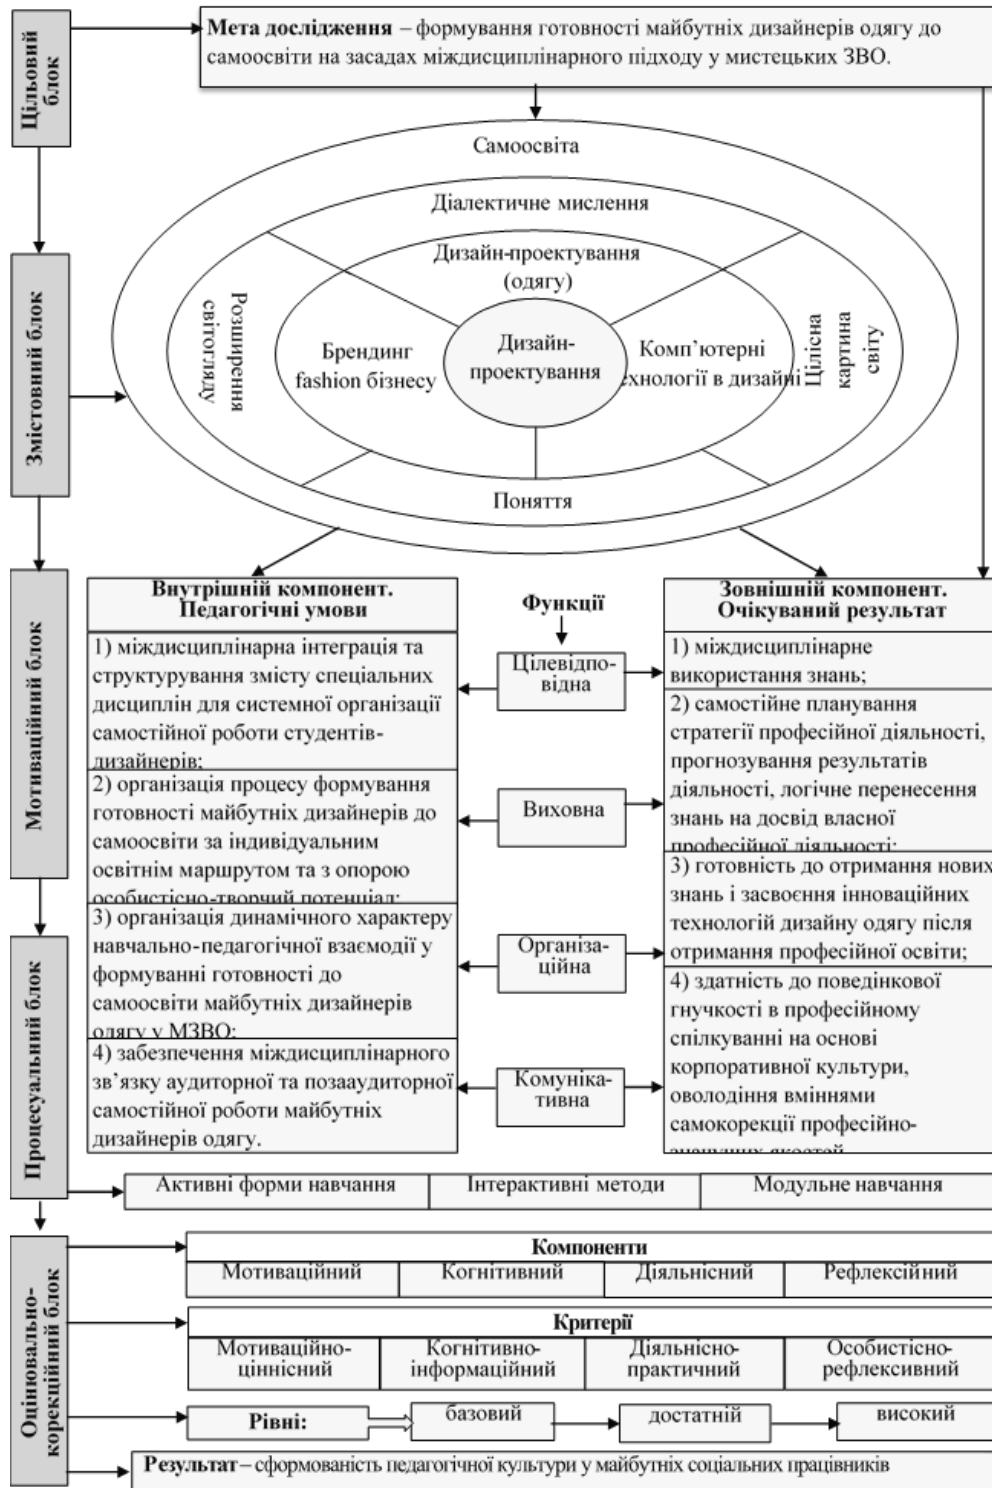 Цільовий
блок
Мета дослідження – формування готовності майбутніх дизайнерів одягу до
самоосвіти на засадах міждисциплінарного підходу у мистецьких ЗВО.
Змістовний блок
Самоосвіта
Діалектичне мислення
Дизайн-проектування
(одягу)
Розширення
світогляду
Брендинг
fashion бізнесу
Дизайн-
проектування
Комп’ютерні
ехнології в дизайні
Цілісна
картина
світу
Поняття
Мотиваційний блок
Внутрішній компонент.
Педагогічні умови
1) міждисциплінарна інтеграція та
структурування змісту спеціальних
дисциплін для системної організації
самостійної роботи студентів-
дизайнерів;
2) організація процесу формування
готовності майбутніх дизайнерів до
самоосвіти за індивідуальним
освітнім маршрутом та з опорою
особистісно-творчий потенціал;
3) організація динамічного характеру
навчально-педагогічної взаємодії у
формуванні готовності до
самоосвіти майбутніх дизайнерів
одягу у МЗВО;
4) забезпечення міждисциплінарного
зв’язку аудиторної та позааудиторної
самостійної роботи майбутніх
дизайнерів одягу.
Функції
Цілевідпо-
відна
Виховна
Організа-
ційна
Комуніка-
тивна
Зовнішній компонент.
Очікуваний результат
1) міждисциплінарне
використання знань;
2) самостійне планування
стратегії професійної діяльності,
прогнозування результатів
діяльності, логічне перенесення
знань на досвід власної
професійної діяльності;
3) готовність до отримання нових
знань і засвоєння інноваційних
технологій дизайну одягу після
отримання професійної освіти;
4) здатність до поведінкової
гнучкості в професійному
спілкуванні на основі
корпоративної культури,
оволодіння вміннями
самокорекції професійно-
Процесуальний блок
Активні форми навчання
Інтерактивні методи
Модульне навчання
Оцінювально-
корекційний блок
Компоненти
Мотиваційний
Когнітивний
Діяльнісний
Рефлексійний
Критерії
Мотиваційно-
ціннісний
Когнітивно-
інформаційний
Діяльнісно-
практичний
Особистісно-
рефлексивний
Рівні:
базовий
достатній
високий
Результат – сформованість педагогічної культури у майбутніх соціальних працівників